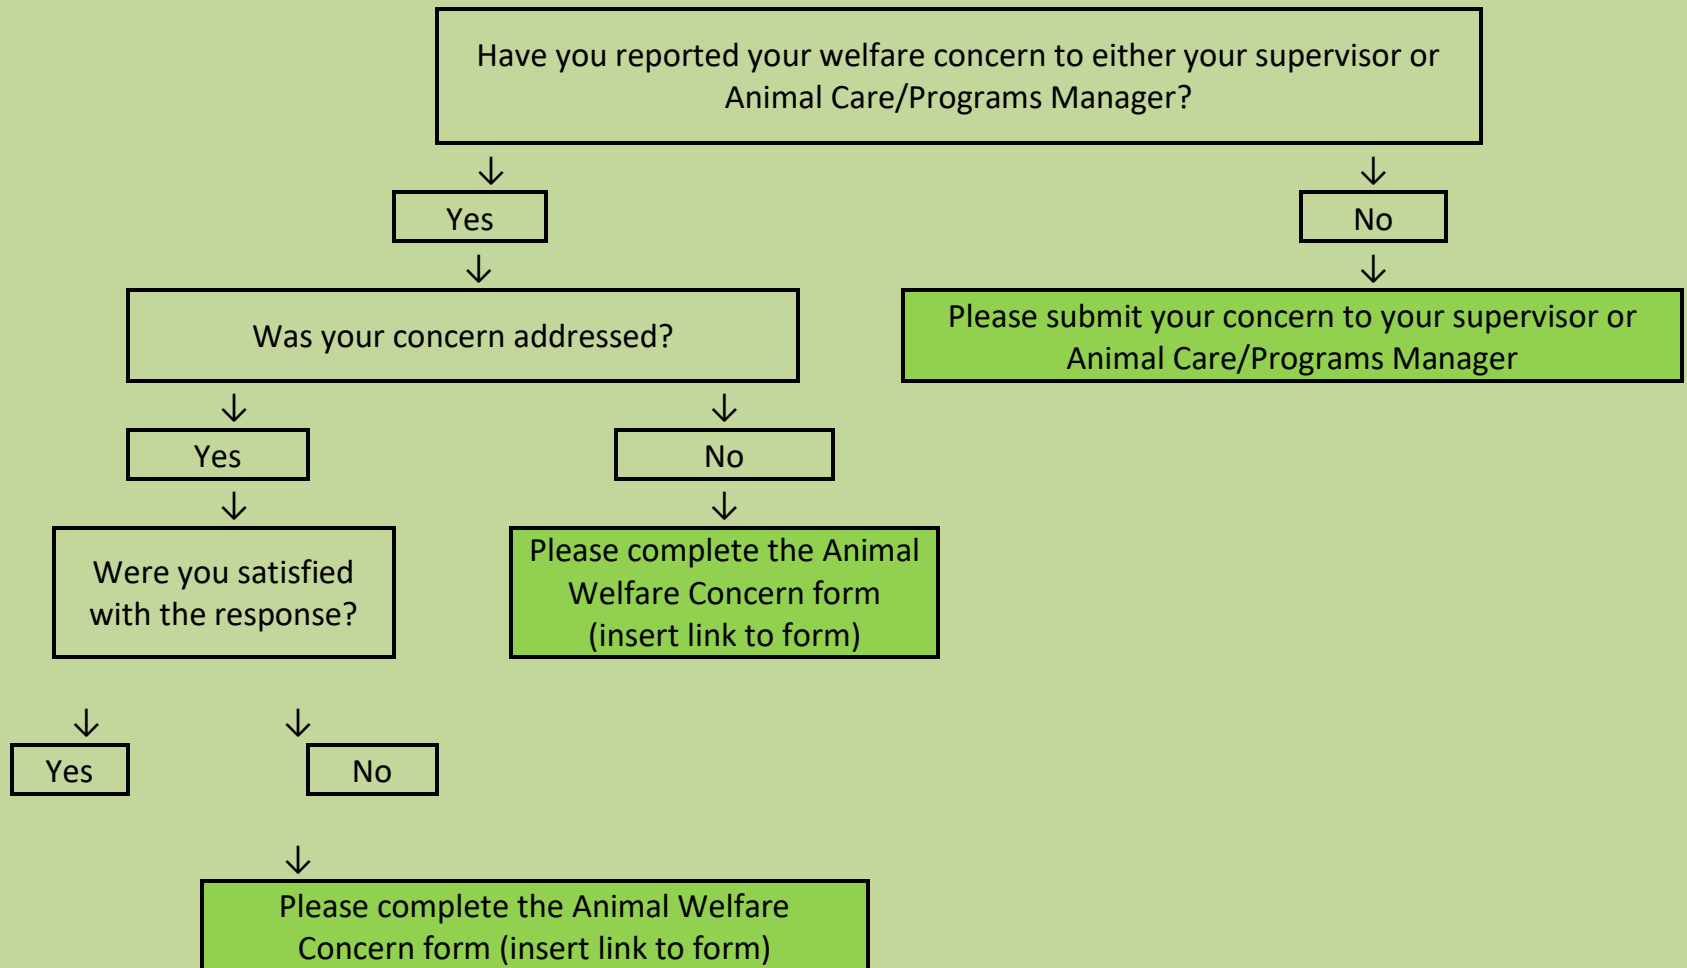 Have you reported your welfare concern to either your supervisor or
Animal Care/Programs Manager?
Yes
No
Was your concern addressed?
Please submit your concern to your supervisor or
Animal Care/Programs Manager
Yes
No
Were you satisfied
with the response?
Please complete the Animal
Welfare Concern form
(insert link to form)
Yes
No
Please complete the Animal Welfare
Concern form (insert link to form)